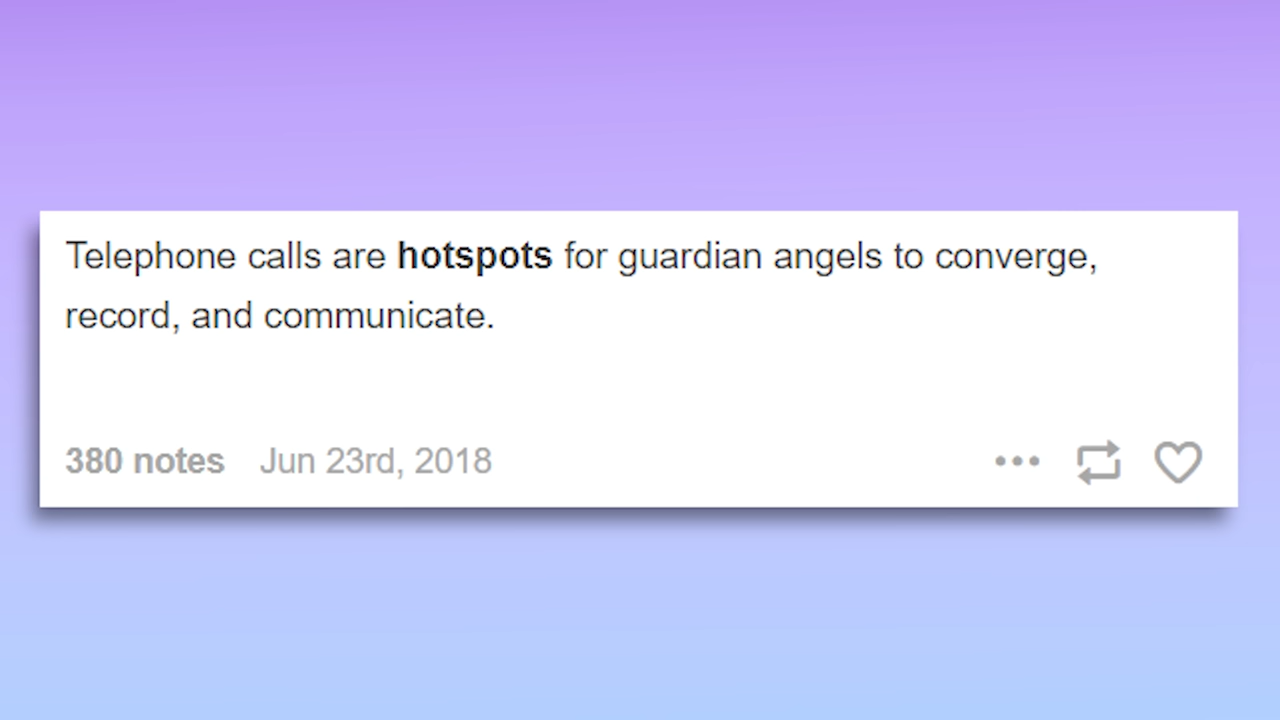 Telephone calls are hotspots for guardian angels to converge,
record, and communicate.
380 notes Jun 23rd, 2018